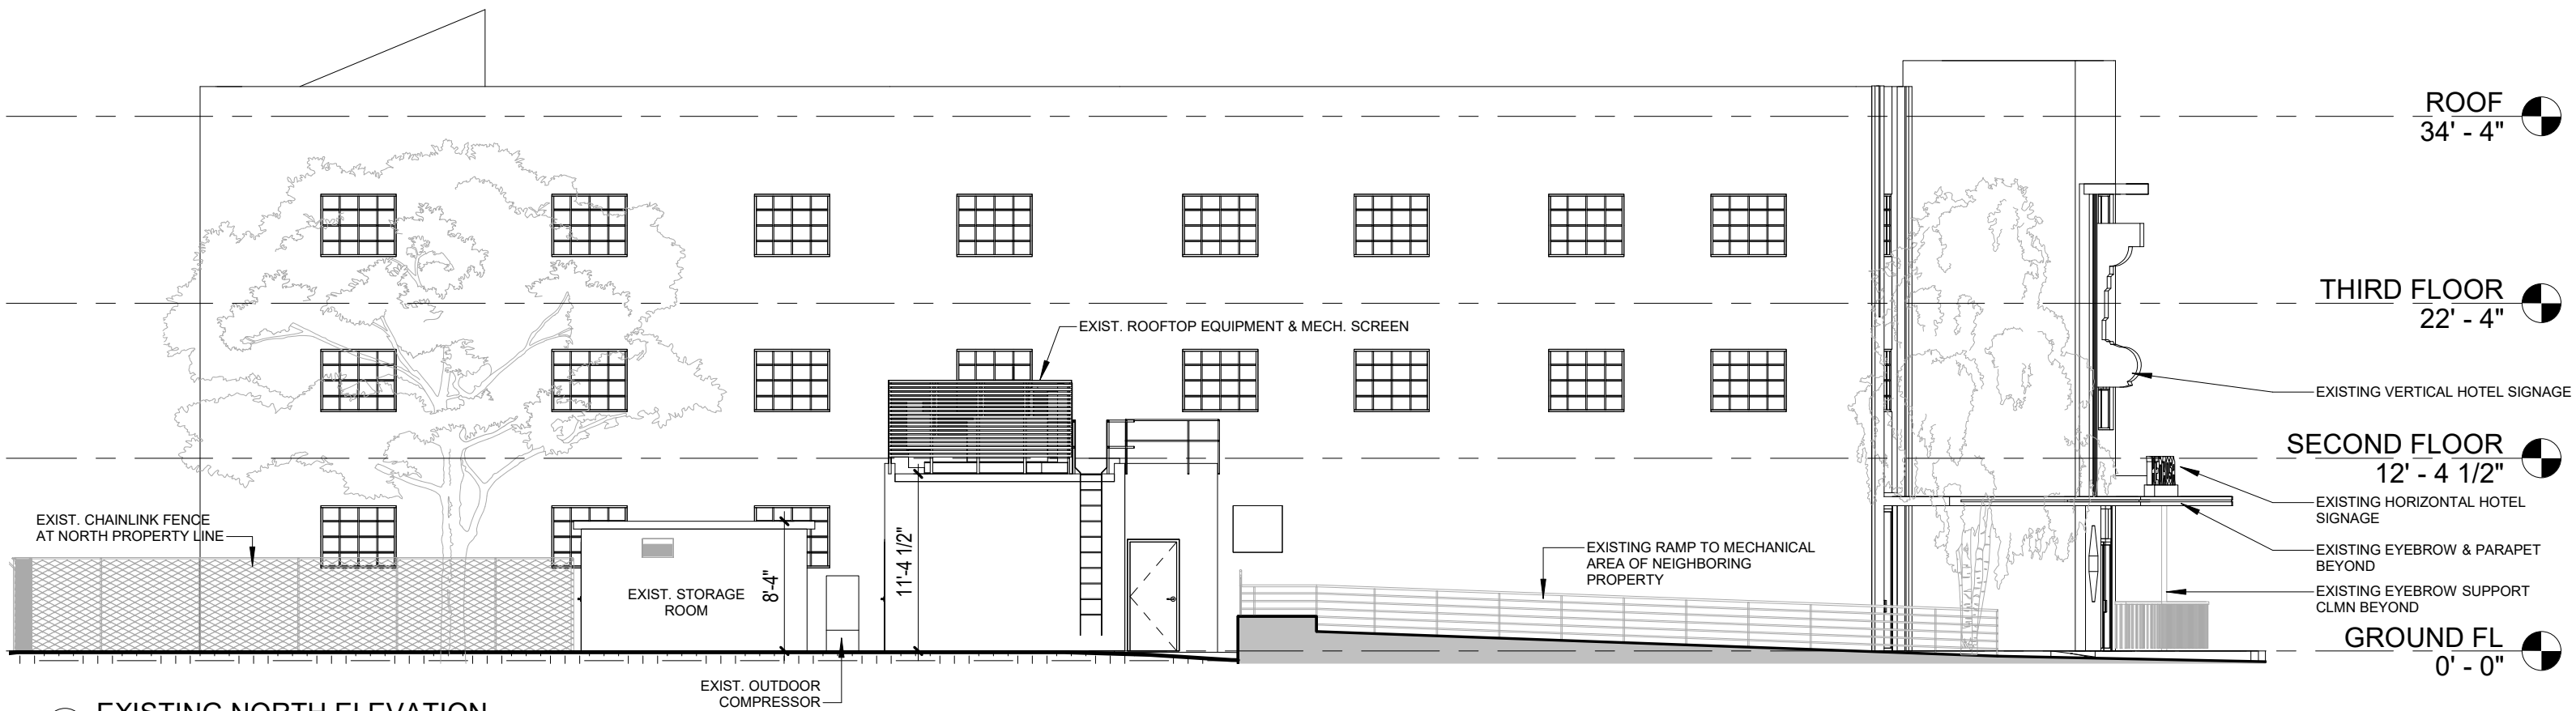 ROOF
34' - 4"
THIRD FLOOR
22' - 4"
EXIST. ROOFTOP EQUIPMENT & MECH. SCREEN
EXISTING VERTICAL HOTEL SIGNAGE
SECOND FLOOR
12' - 4 1/2"
EXISTING HORIZONTAL HOTEL
SIGNAGE
EXIST. CHAINLINK FENCE
AT NORTH PROPERTY LINE
EXISTING RAMP TO MECHANICAL
AREA OF NEIGHBORING
PROPERTY
EXISTING EYEBROW & PARAPET
BEYOND
EXIST. STORAGE
ROOM
8'-4"
11'-4 1/2"
EXISTING EYEBROW SUPPORT
CLMN BEYOND
GROUND FL
0' - 0"
EXIST. OUTDOOR
COMPRESSOR
EXISTING NORTH ELEVATION